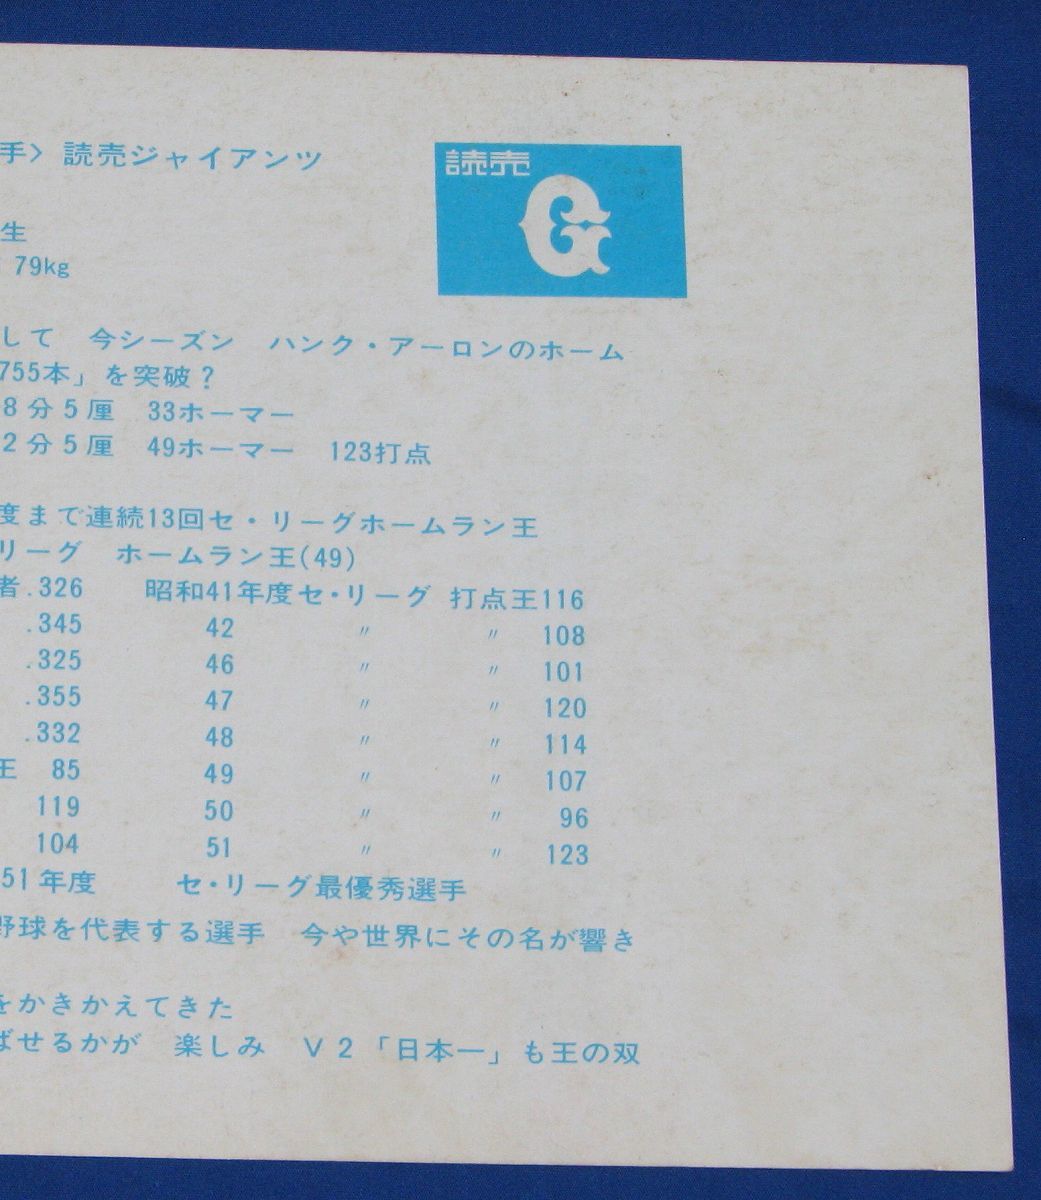 手〉 読売ジャイアンツ
読売
G
生
79kg
して 今シーズン ハンク・アーロンのホーム
755本」を突破?
8分5厘 33ホーマー
2分5厘 49ホーマー 123打点
度まで連続13回セ・リーグホームラン王
リーグ ホームラン王(49)
者.326 昭和41年度セ・リーグ 打点王116
.345 42 〃 〃 108
.325 46 〃 〃 101
.355 47 〃 〃 120
.332 48 〃 〃 114
王 85 49 〃 〃 107
119 50 〃 〃 96
104 51 〃 〃 123
51年度 セ・リーグ最優秀選手
野球を代表する選手 今や世界にその名が響き
をかきかえてきた
ばせるかが 楽しみ V2「日本一」も王の双